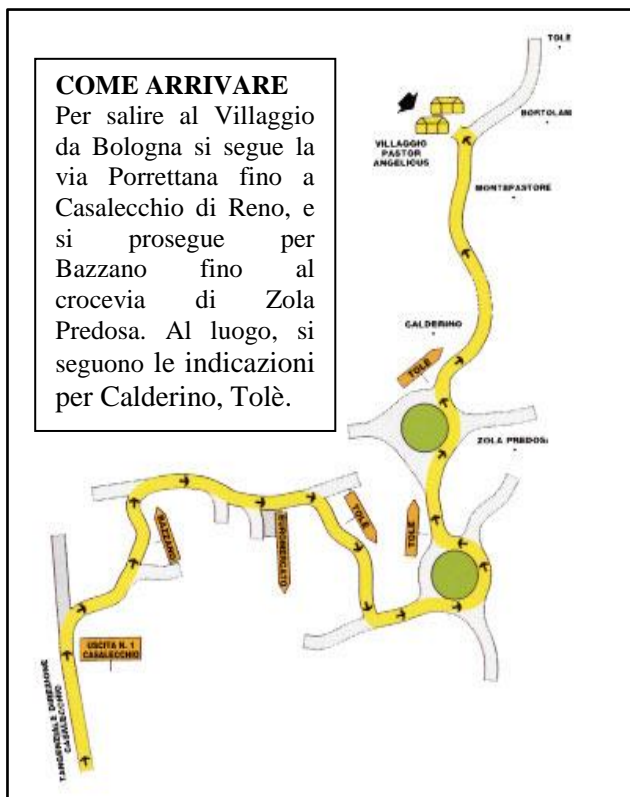 COME ARRIVARE
Per salire al Villaggio
da Bologna si segue la
via Porrettana fino a
Casalecchio di Reno, e
si prosegue per
Bazzano fino al
crocevia di Zola
Predosa. Al luogo, si
seguono le indicazioni
per Calderino, Tolè.
TOLE
BORTOLANI
VILLAGGIO
PASTOR
ANGELICUS
MONTEPASTORE
CALDERINO
TOLE
ZOLA PREDOSA
BAZZANO
EUROMERCATO
TOLE
TOLE
USCITA N. 1
CASALECCHIO
TANGENZIALE DIREZIONE
CASALECCHIO